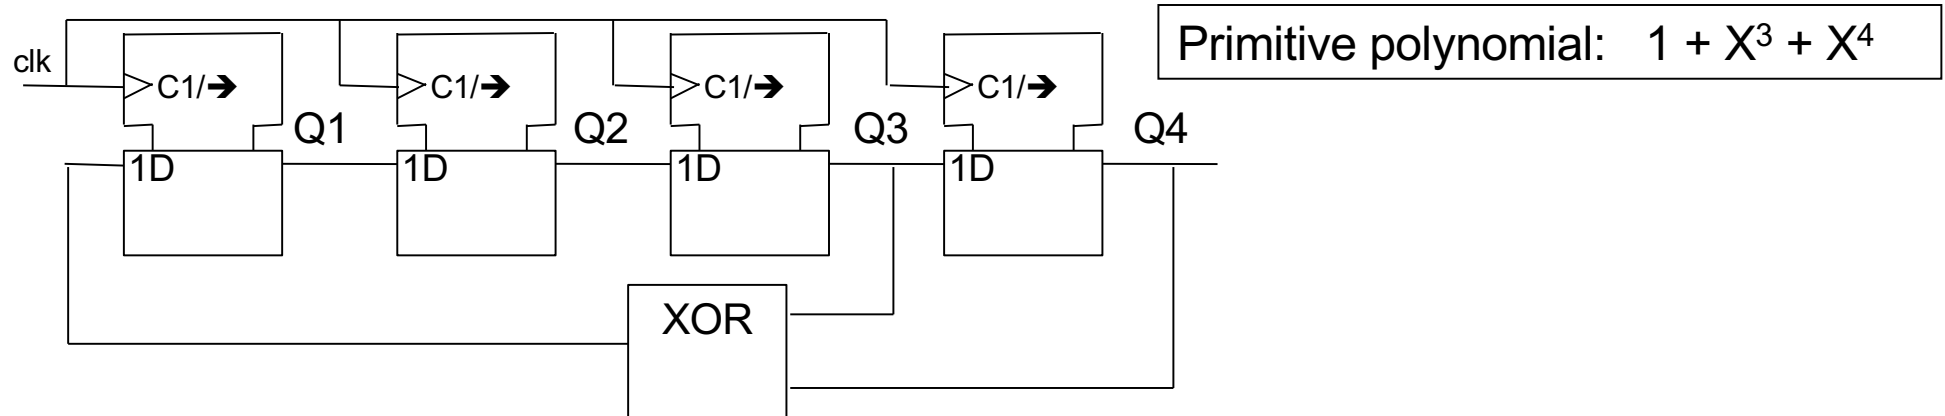 Primitive polynomial: 1 + X³ + X⁴
clk
C1/➔ C1/➔ C1/➔ C1/➔
Q1 Q2 Q3 Q4
1D 1D 1D 1D
XOR